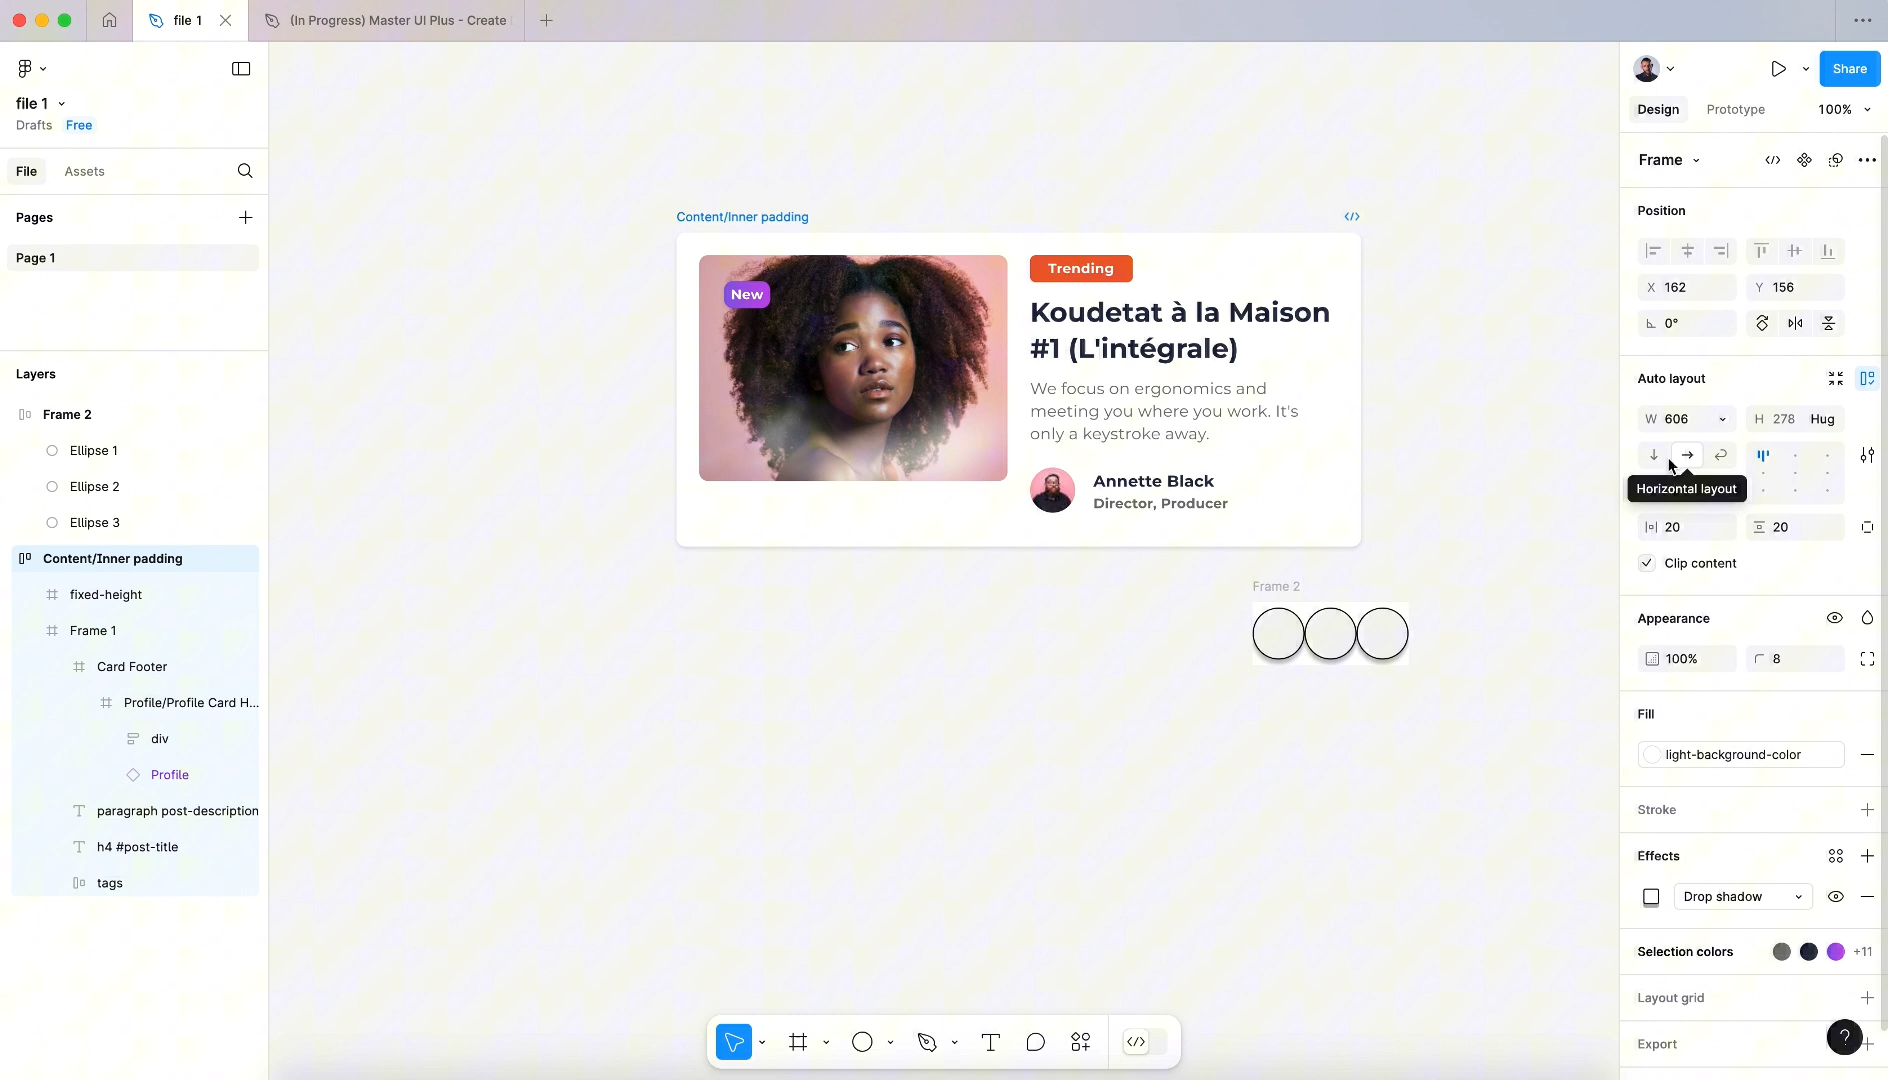 file 1
(In Progress) Master UI Plus - Create
file 1
Drafts Free
File Assets
Pages
Page 1
Layers
Frame 2
Ellipse 1
Ellipse 2
Ellipse 3
Content/Inner padding
fixed-height
Frame 1
Card Footer
Profile/Profile Card H...
div
Profile
paragraph post-description
h4 #post-title
tags
Content/Inner padding
New
Trending
Koudetat à la Maison
#1 (L'intégrale)
We focus on ergonomics and
meeting you where you work. It's
only a keystroke away.
Annette Black
Director, Producer
Frame 2
Share
Design Prototype 100%
Frame
Position
X 162 Y 156
0°
Auto layout
W 606 H 278 Hug
Horizontal layout
20 20
Clip content
Appearance
100% 8
Fill
light-background-color
Stroke
Effects
Drop shadow
Selection colors +11
Layout grid
Export
?